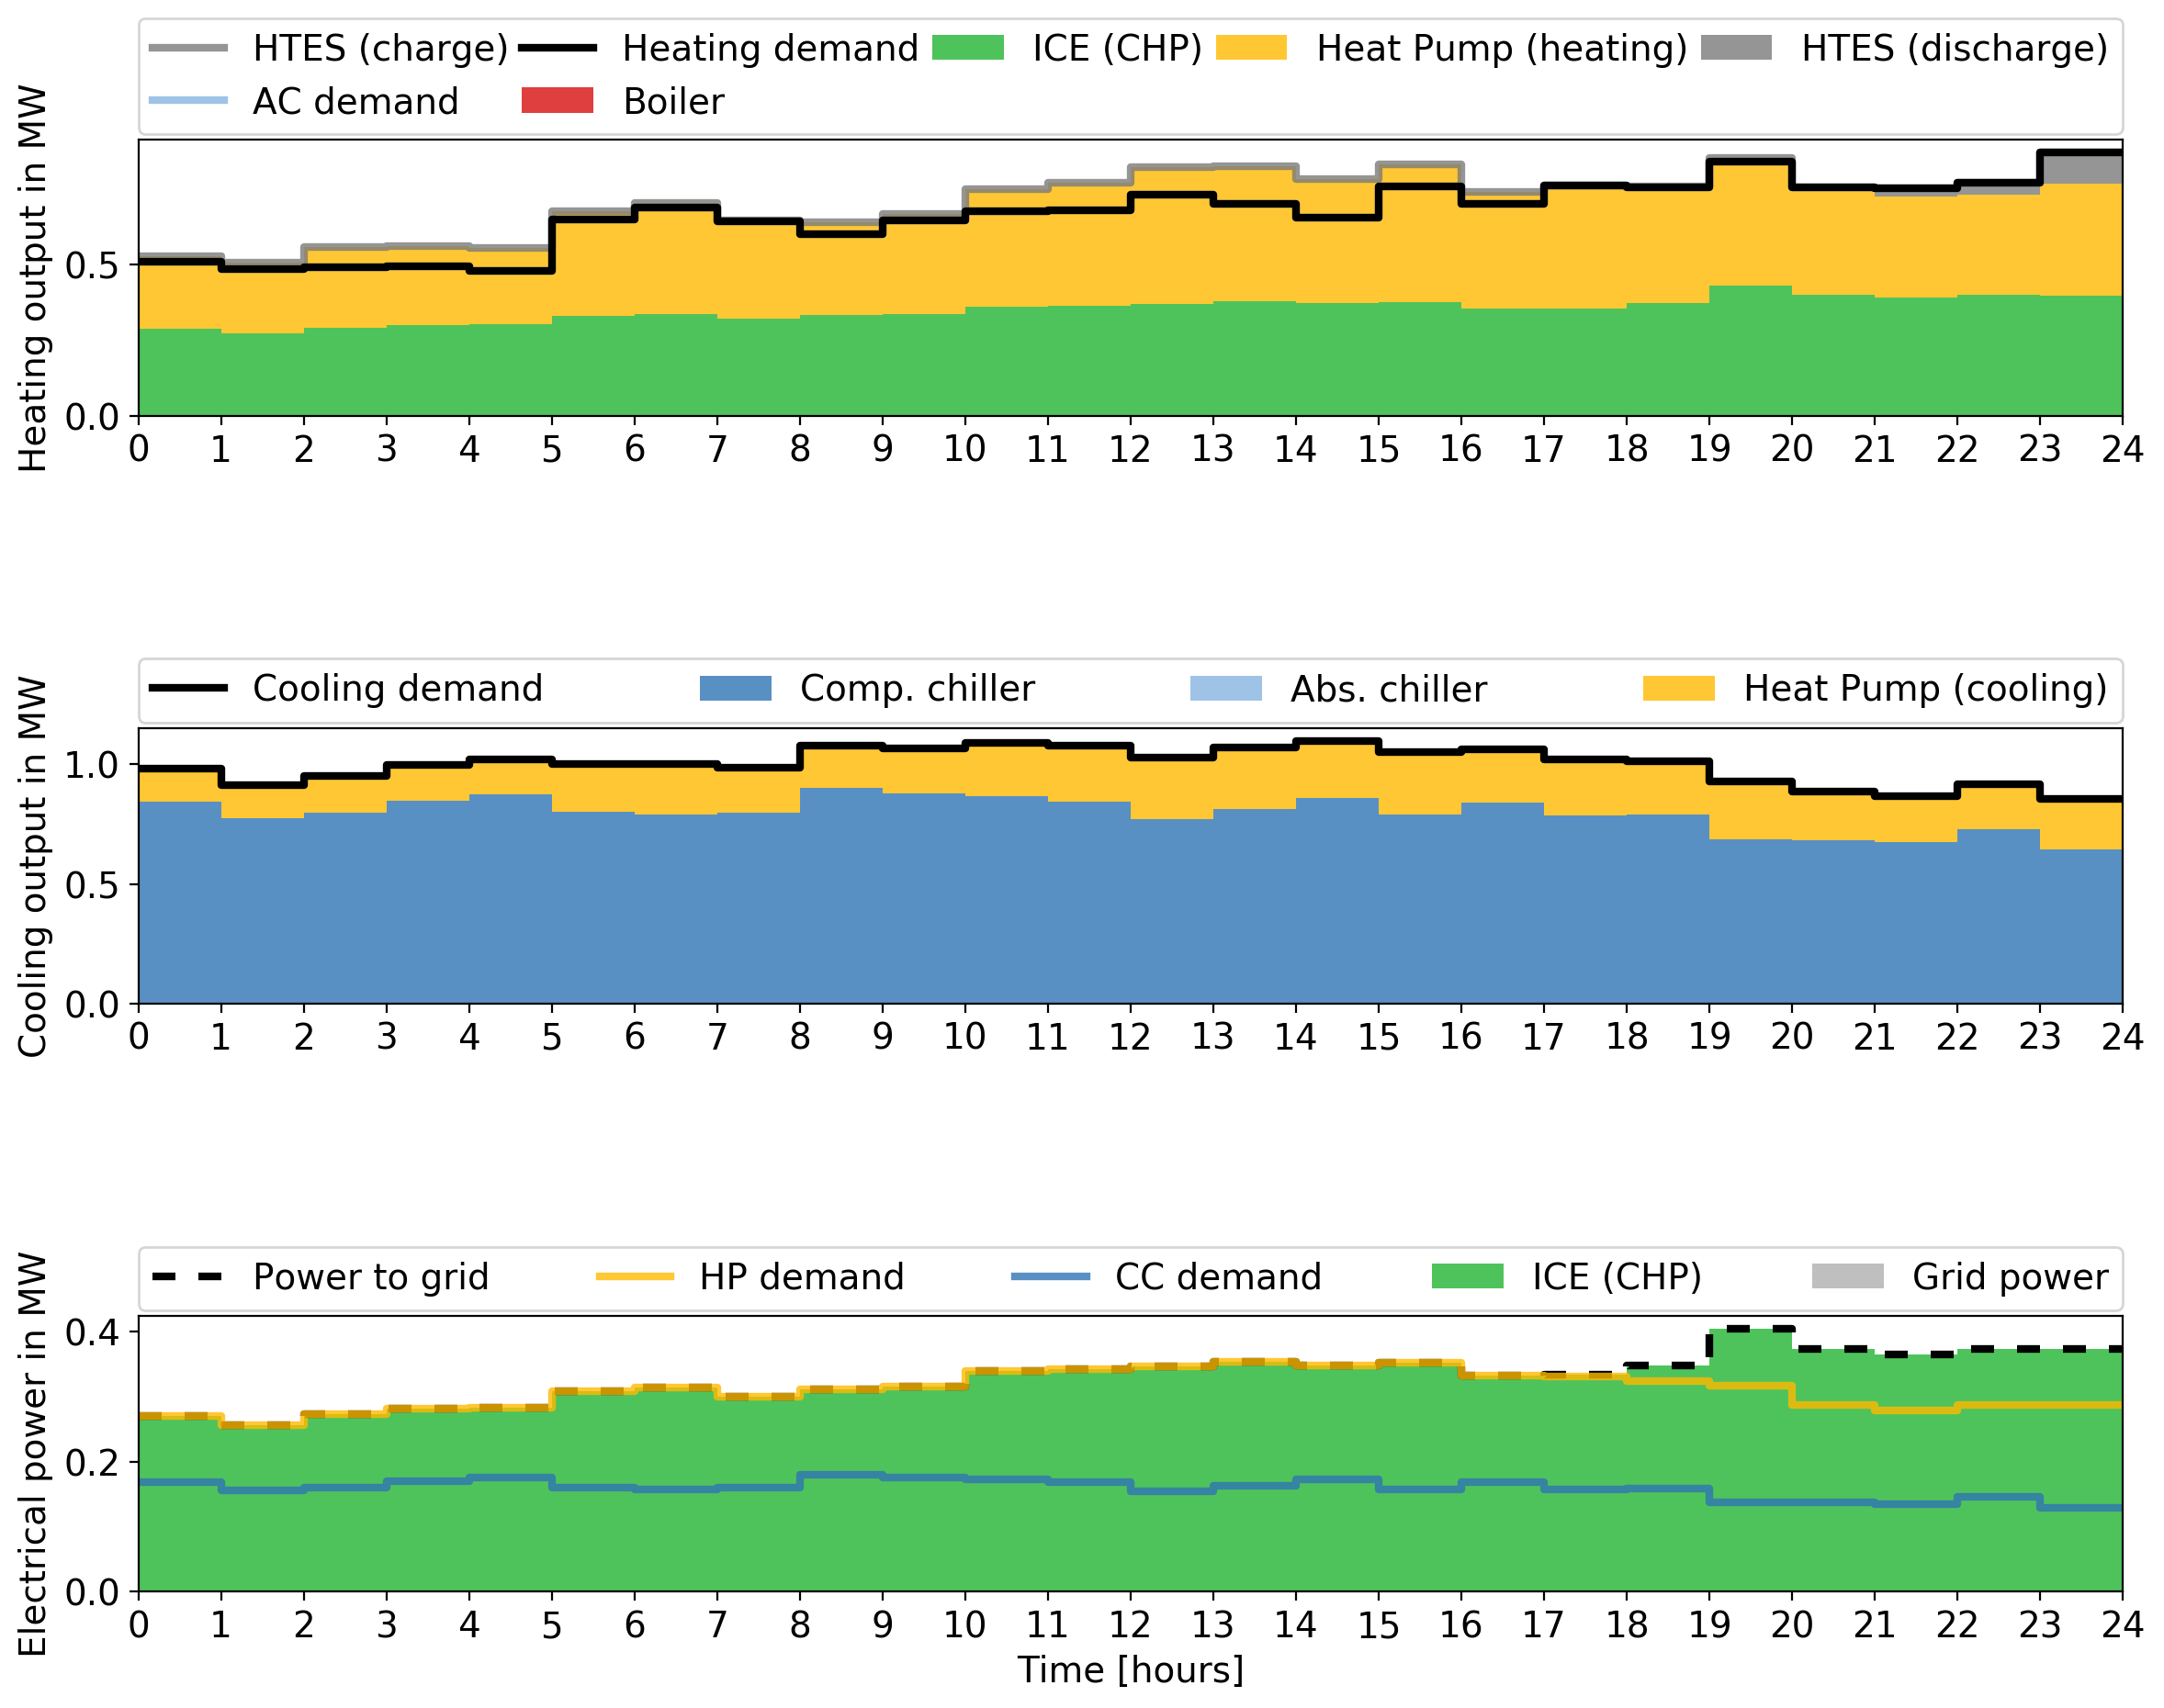 HTES (charge) Heating demand ICE (CHP) Heat Pump (heating) HTES (discharge)
AC demand Boiler
Heating output in MW
0.5
0.0
0 1 2 3 4 5 6 7 8 9 10 11 12 13 14 15 16 17 18 19 20 21 22 23 24
Cooling demand Comp. chiller Abs. chiller Heat Pump (cooling)
Cooling output in MW
1.0
0.5
0.0
0 1 2 3 4 5 6 7 8 9 10 11 12 13 14 15 16 17 18 19 20 21 22 23 24
Power to grid HP demand CC demand ICE (CHP) Grid power
Electrical power in MW
0.4
0.2
0.0
0 1 2 3 4 5 6 7 8 9 10 11 12 13 14 15 16 17 18 19 20 21 22 23 24
Time [hours]